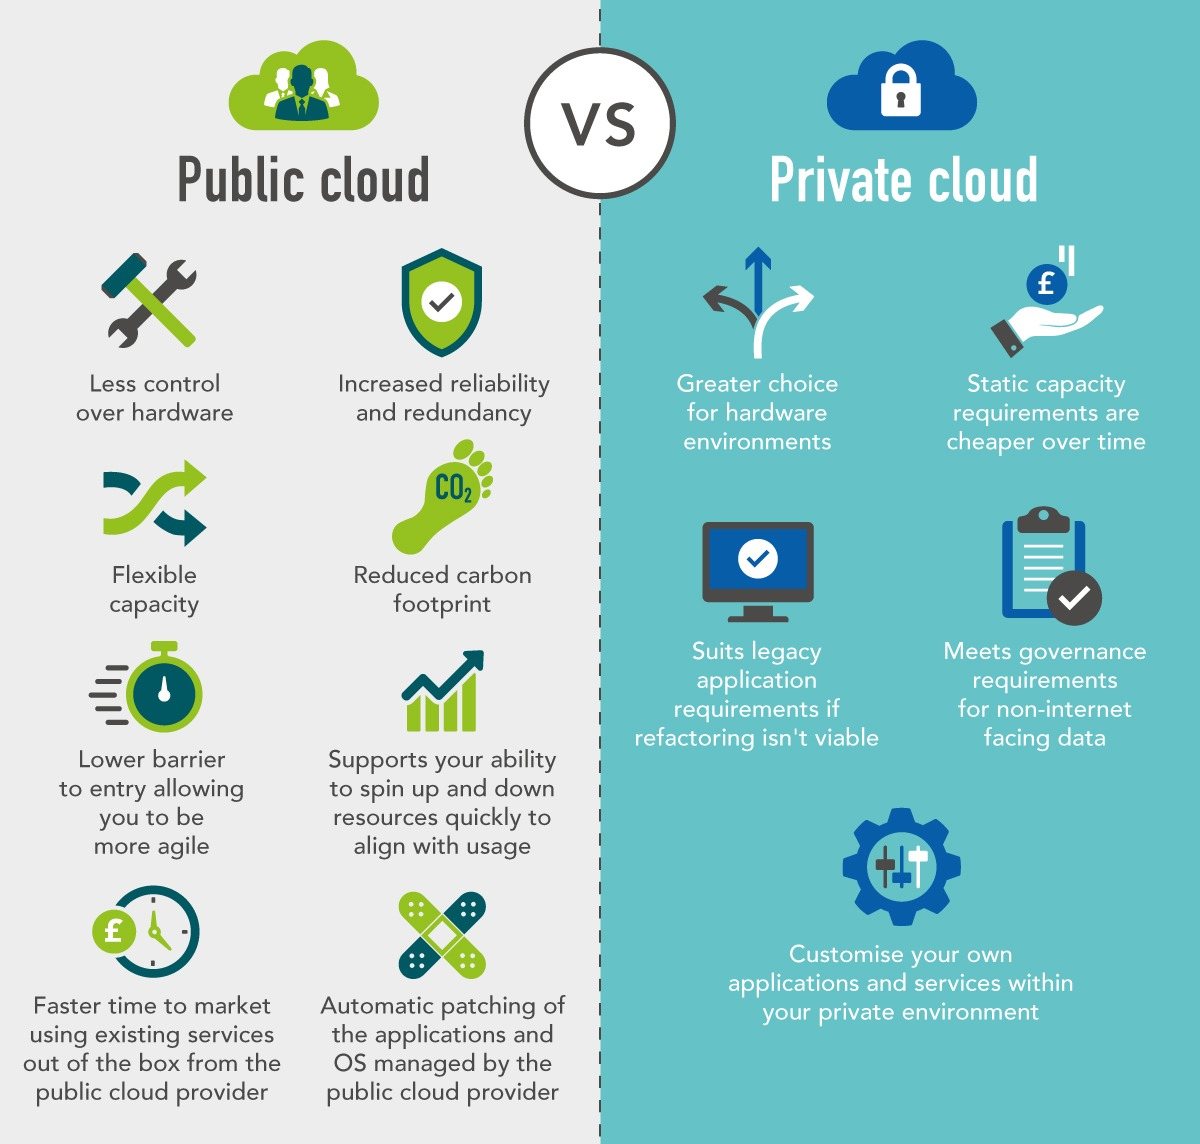 Public cloud
VS
Private cloud
Less control
over hardware
Increased reliability
and redundancy
Flexible
capacity
CO₂
Reduced carbon
footprint
Lower barrier
to entry allowing
you to be
more agile
Supports your ability
to spin up and down
resources quickly to
align with usage
£
Faster time to market
using existing services
out of the box from the
public cloud provider
Automatic patching of
the applications and
OS managed by the
public cloud provider
Greater choice
for hardware
environments
£
Static capacity
requirements are
cheaper over time
Suits legacy
application
requirements if
refactoring isn't viable
Meets governance
requirements
for non-internet
facing data
Customise your own
applications and services within
your private environment